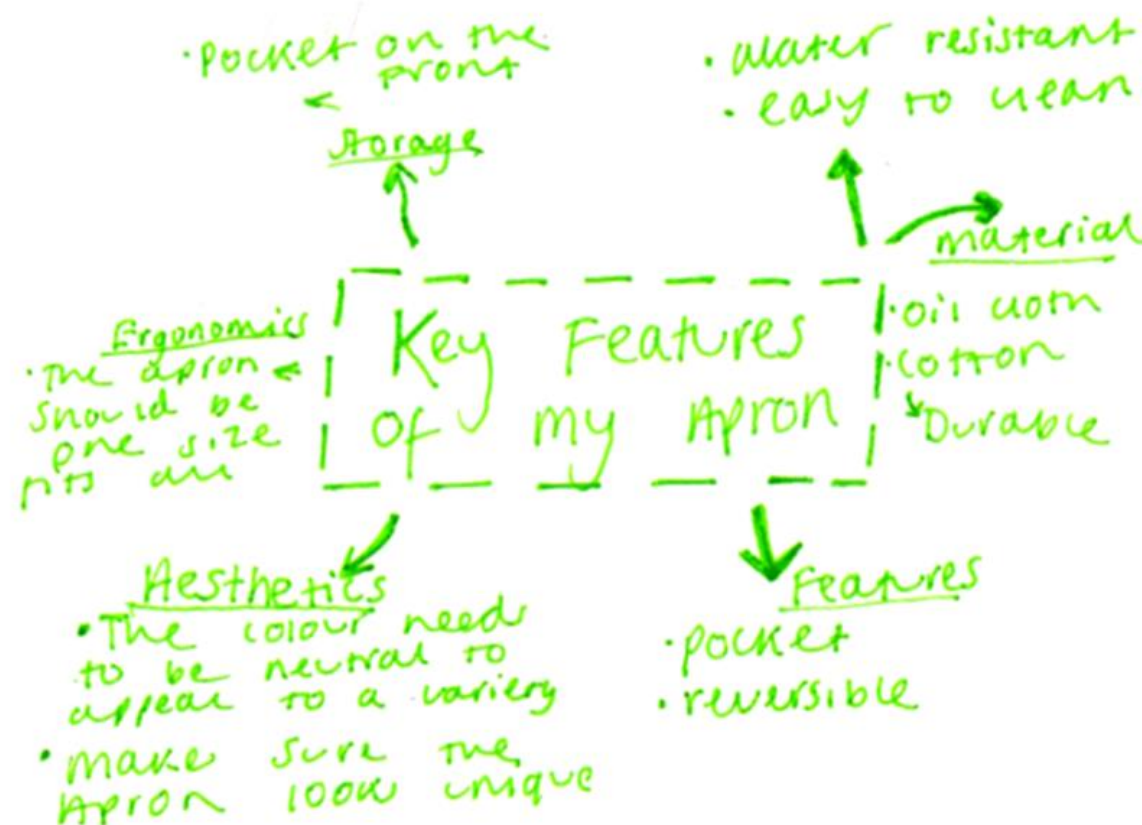 • Pocket on the
front
Storage
• Water resistant
• easy to clean
material
• oil cloth
• cotton
Durable
Key Features
of my Apron
Ergonomics
• The apron
should be
one size
fits all
Aesthetics
• The colour needs
to be neutral to
appeal to a variety
• make sure the
Apron looks unique
Features
• pocket
• reversible